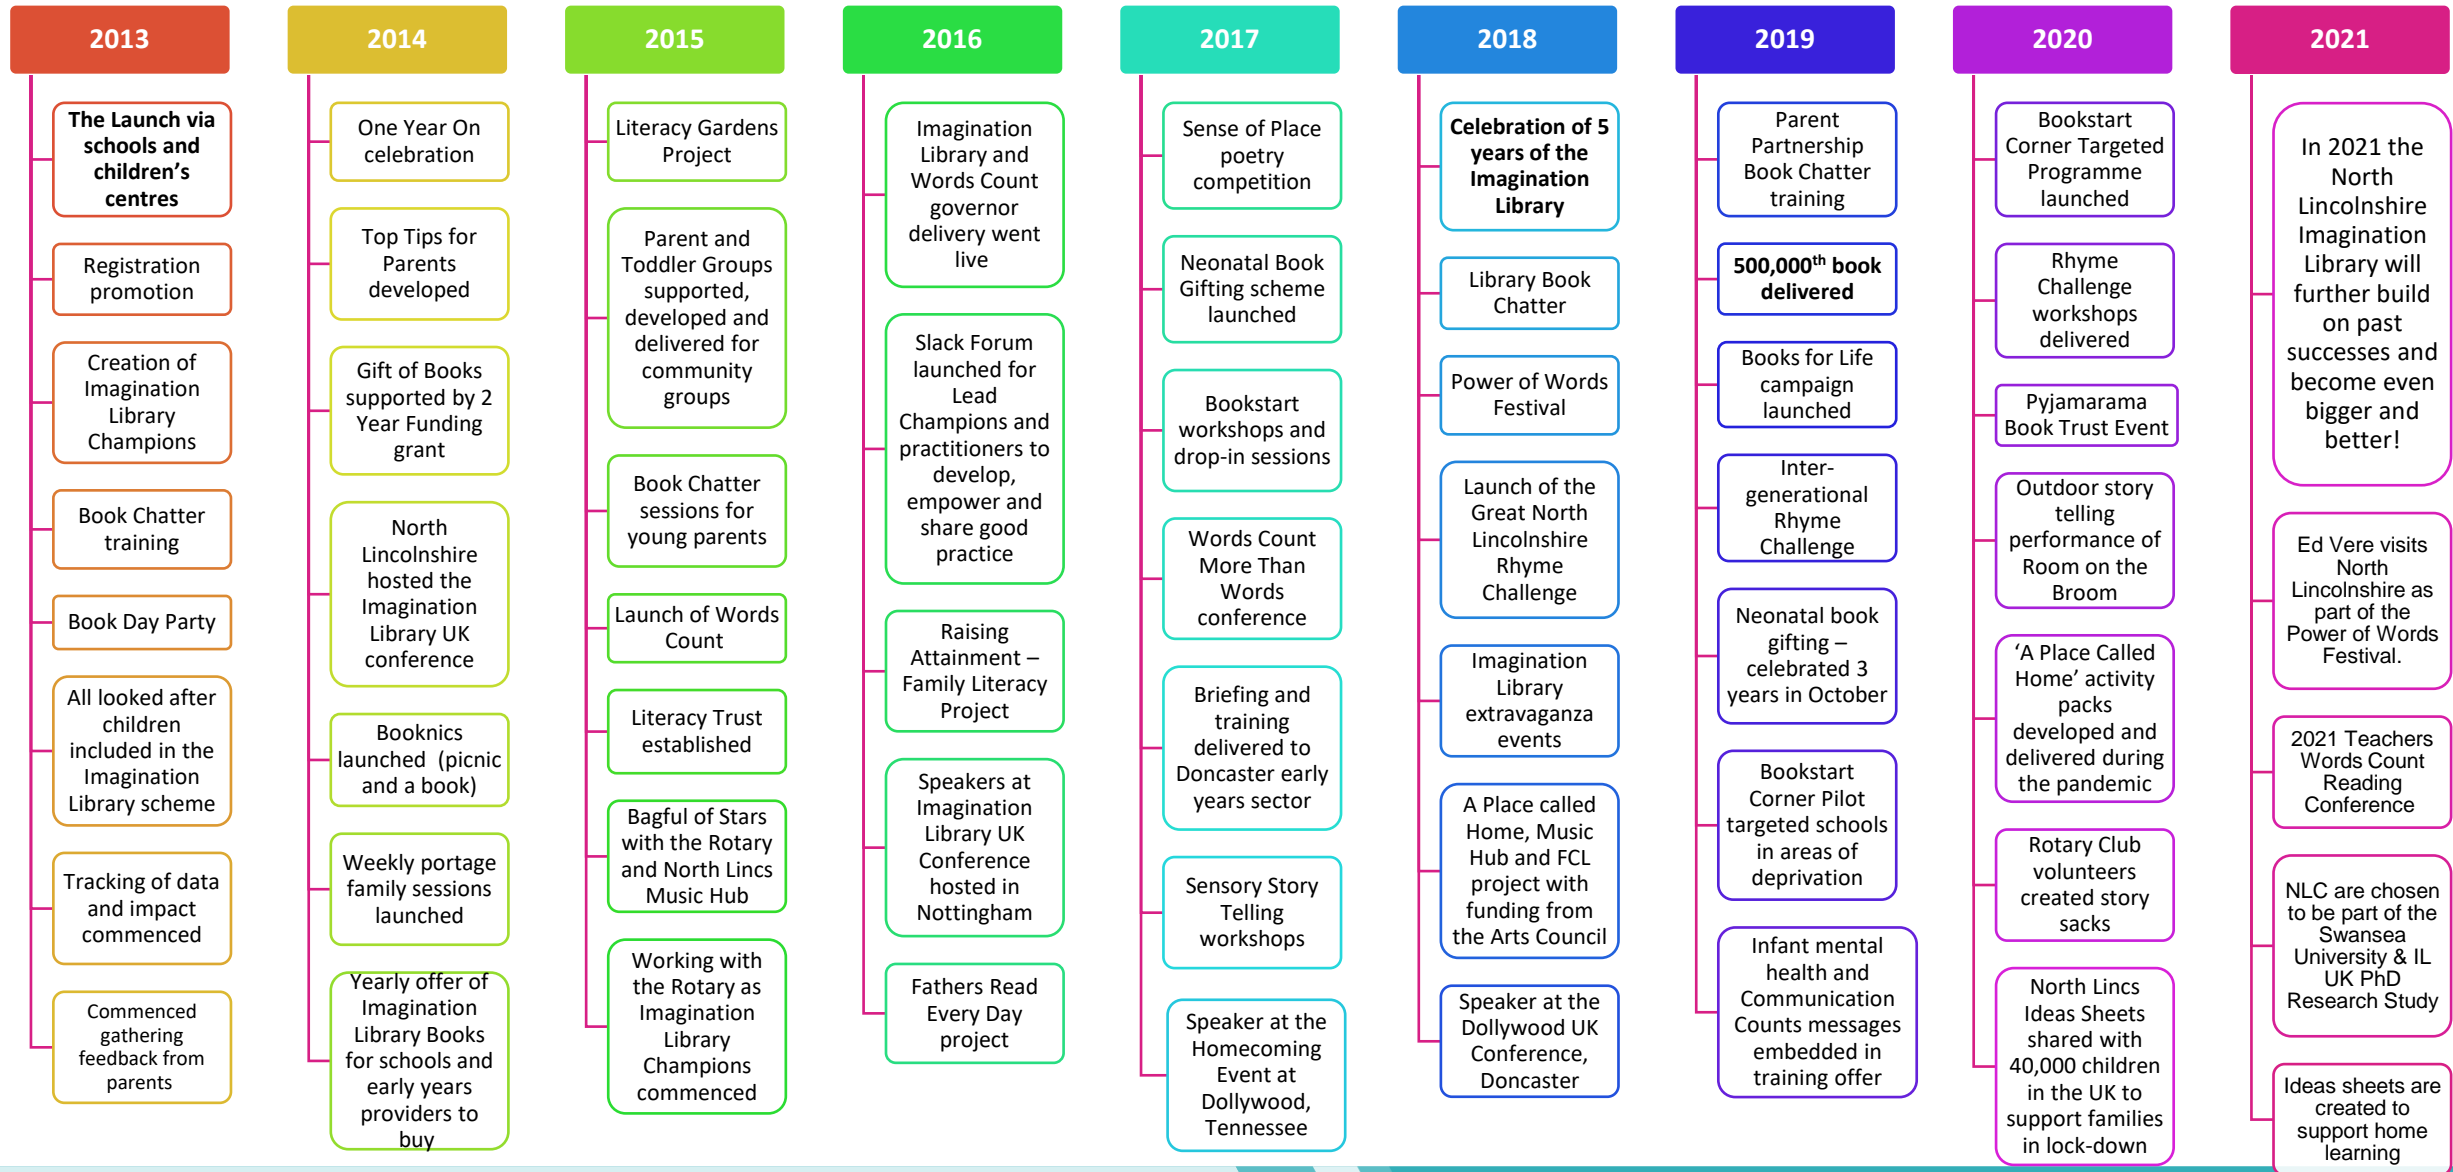 2013
The Launch via
schools and
children's
centres
Registration
promotion
Creation of
Imagination
Library
Champions
Book Chatter
training
Book Day Party
All looked after
children
included in the
Imagination
Library scheme
Tracking of data
and impact
commenced
Commenced
gathering
feedback from
parents
2014
One Year On
celebration
Top Tips for
Parents
developed
Gift of Books
supported by 2
Year Funding
grant
North
Lincolnshire
hosted the
Imagination
Library UK
conference
Booknics
launched (picnic
and a book)
Weekly portage
family sessions
launched
Yearly offer of
Imagination
Library Books
for schools and
early years
providers to
buy
2015
Literacy Gardens
Project
Parent and
Toddler Groups
supported,
developed and
delivered for
community
groups
Book Chatter
sessions for
young parents
Launch of Words
Count
Literacy Trust
established
Bagful of Stars
with the Rotary
and North Lincs
Music Hub
Working with
the Rotary as
Imagination
Library
Champions
commenced
2016
Imagination
Library and
Words Count
governor
delivery went
live
Slack Forum
launched for
Lead
Champions and
practitioners to
develop,
empower and
share good
practice
Raising
Attainment –
Family Literacy
Project
Speakers at
Imagination
Library UK
Conference
hosted in
Nottingham
Fathers Read
Every Day
project
2017
Sense of Place
poetry
competition
Neonatal Book
Gifting scheme
launched
Bookstart
workshops and
drop-in sessions
Words Count
More Than
Words
conference
Briefing and
training
delivered to
Doncaster early
years sector
Sensory Story
Telling
workshops
Speaker at the
Homecoming
Event at
Dollywood,
Tennessee
2018
Celebration of 5
years of the
Imagination
Library
Library Book
Chatter
Power of Words
Festival
Launch of the
Great North
Lincolnshire
Rhyme
Challenge
Imagination
Library
extravaganza
events
A Place called
Home, Music
Hub and FCL
project with
funding from
the Arts Council
Speaker at the
Dollywood UK
Conference,
Doncaster
2019
Parent
Partnership
Book Chatter
training
500,000th book
delivered
Books for Life
campaign
launched
Inter-
generational
Rhyme
Challenge
Neonatal book
gifting –
celebrated 3
years in October
Bookstart
Corner Pilot
targeted schools
in areas of
deprivation
Infant mental
health and
Communication
Counts messages
embedded in
training offer
2020
Bookstart
Corner Targeted
Programme
launched
Rhyme
Challenge
workshops
delivered
Pyjamarama
Book Trust Event
Outdoor story
telling
performance of
Room on the
Broom
‘A Place Called
Home’ activity
packs
developed and
delivered during
the pandemic
Rotary Club
volunteers
created story
sacks
North Lincs
Ideas Sheets
shared with
40,000 children
in the UK to
support families
in lock-down
2021
In 2021 the
North
Lincolnshire
Imagination
Library will
further build
on past
successes and
become even
bigger and
better!
Ed Vere visits
North
Lincolnshire as
part of the
Power of Words
Festival.
2021 Teachers
Words Count
Reading
Conference
NLC are chosen
to be part of the
Swansea
University & IL
UK PhD
Research Study
Ideas sheets are
created to
support home
learning